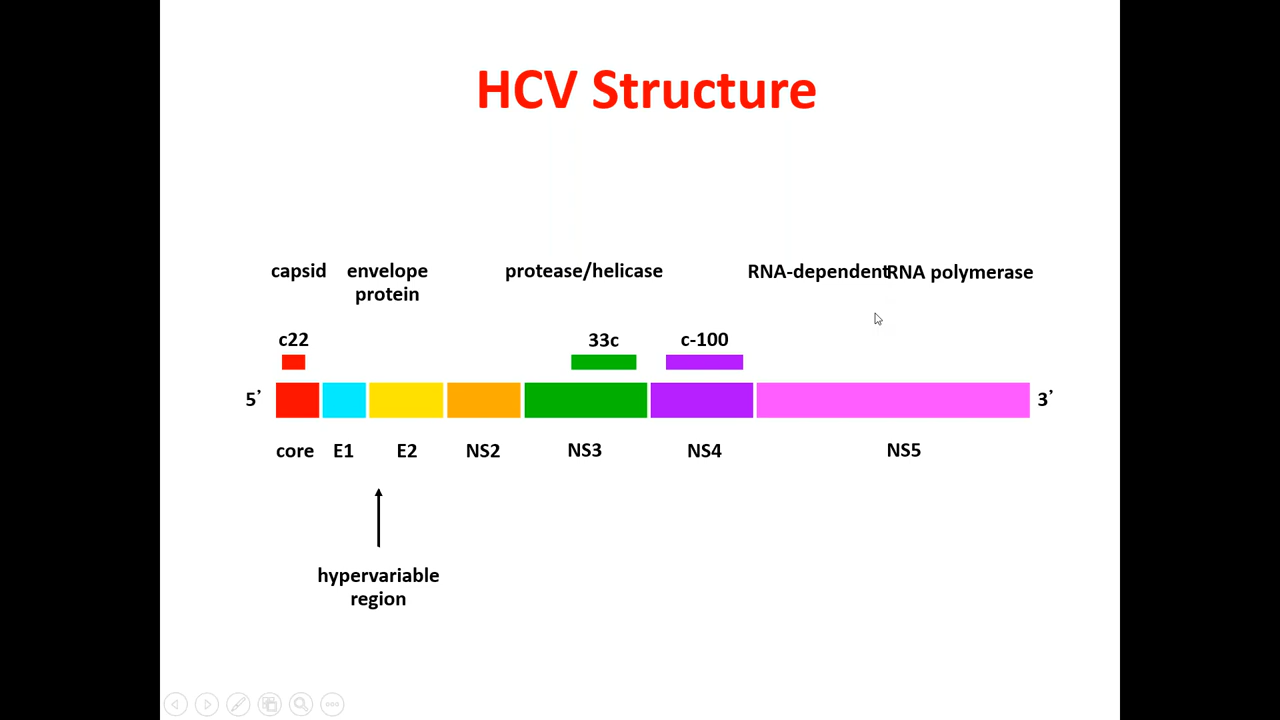 HCV Structure
capsid envelope protease/helicase RNA-dependent RNA polymerase
protein
c22 33c c-100
5’ 3’
core E1 E2 NS2 NS3 NS4 NS5
hypervariable
region